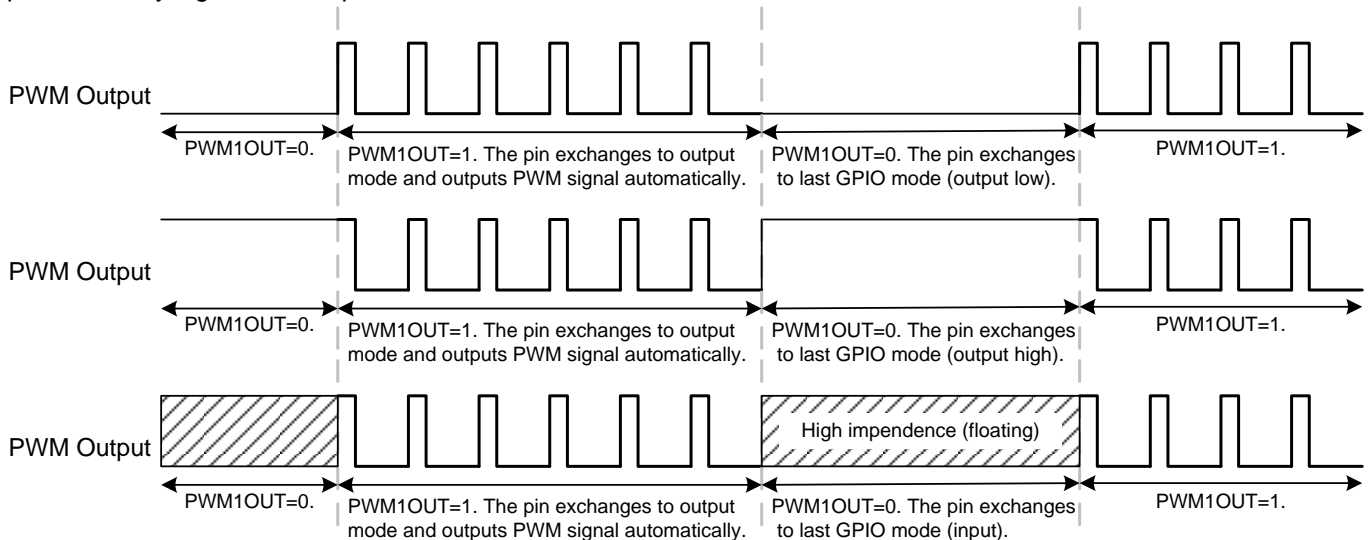 PWM Output
PWM1OUT=0.
PWM1OUT=1. The pin exchanges to output
mode and outputs PWM signal automatically.
PWM1OUT=0. The pin exchanges
to last GPIO mode (output low).
PWM1OUT=1.
PWM Output
PWM1OUT=0.
PWM1OUT=1. The pin exchanges to output
mode and outputs PWM signal automatically.
PWM1OUT=0. The pin exchanges
to last GPIO mode (output high).
PWM1OUT=1.
High impendence (floating)
PWM Output
PWM1OUT=0.
PWM1OUT=1. The pin exchanges to output
mode and outputs PWM signal automatically.
PWM1OUT=0. The pin exchanges
to last GPIO mode (input).
PWM1OUT=1.